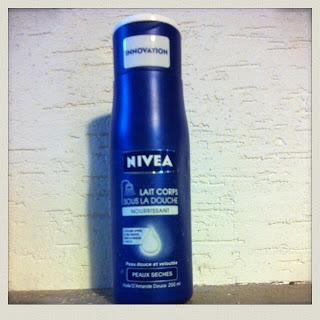 INNOVATION
NIVEA
LAIT CORPS
SOUS LA DOUCHE
NOURRISSANT
Peau douce et veloutée
PEAUX SECHES
Huile D'Amande Douce 250 ml